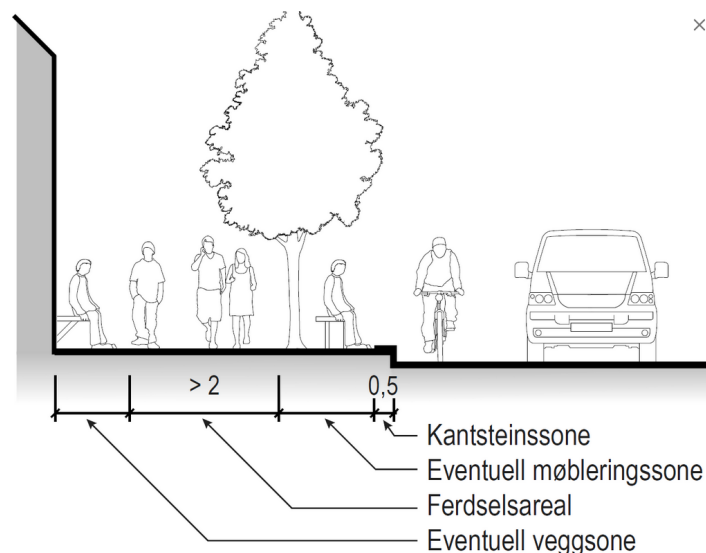 > 2
0,5
Kantsteinssone
Eventuell møbleringssone
Ferdselsareal
Eventuell veggsone